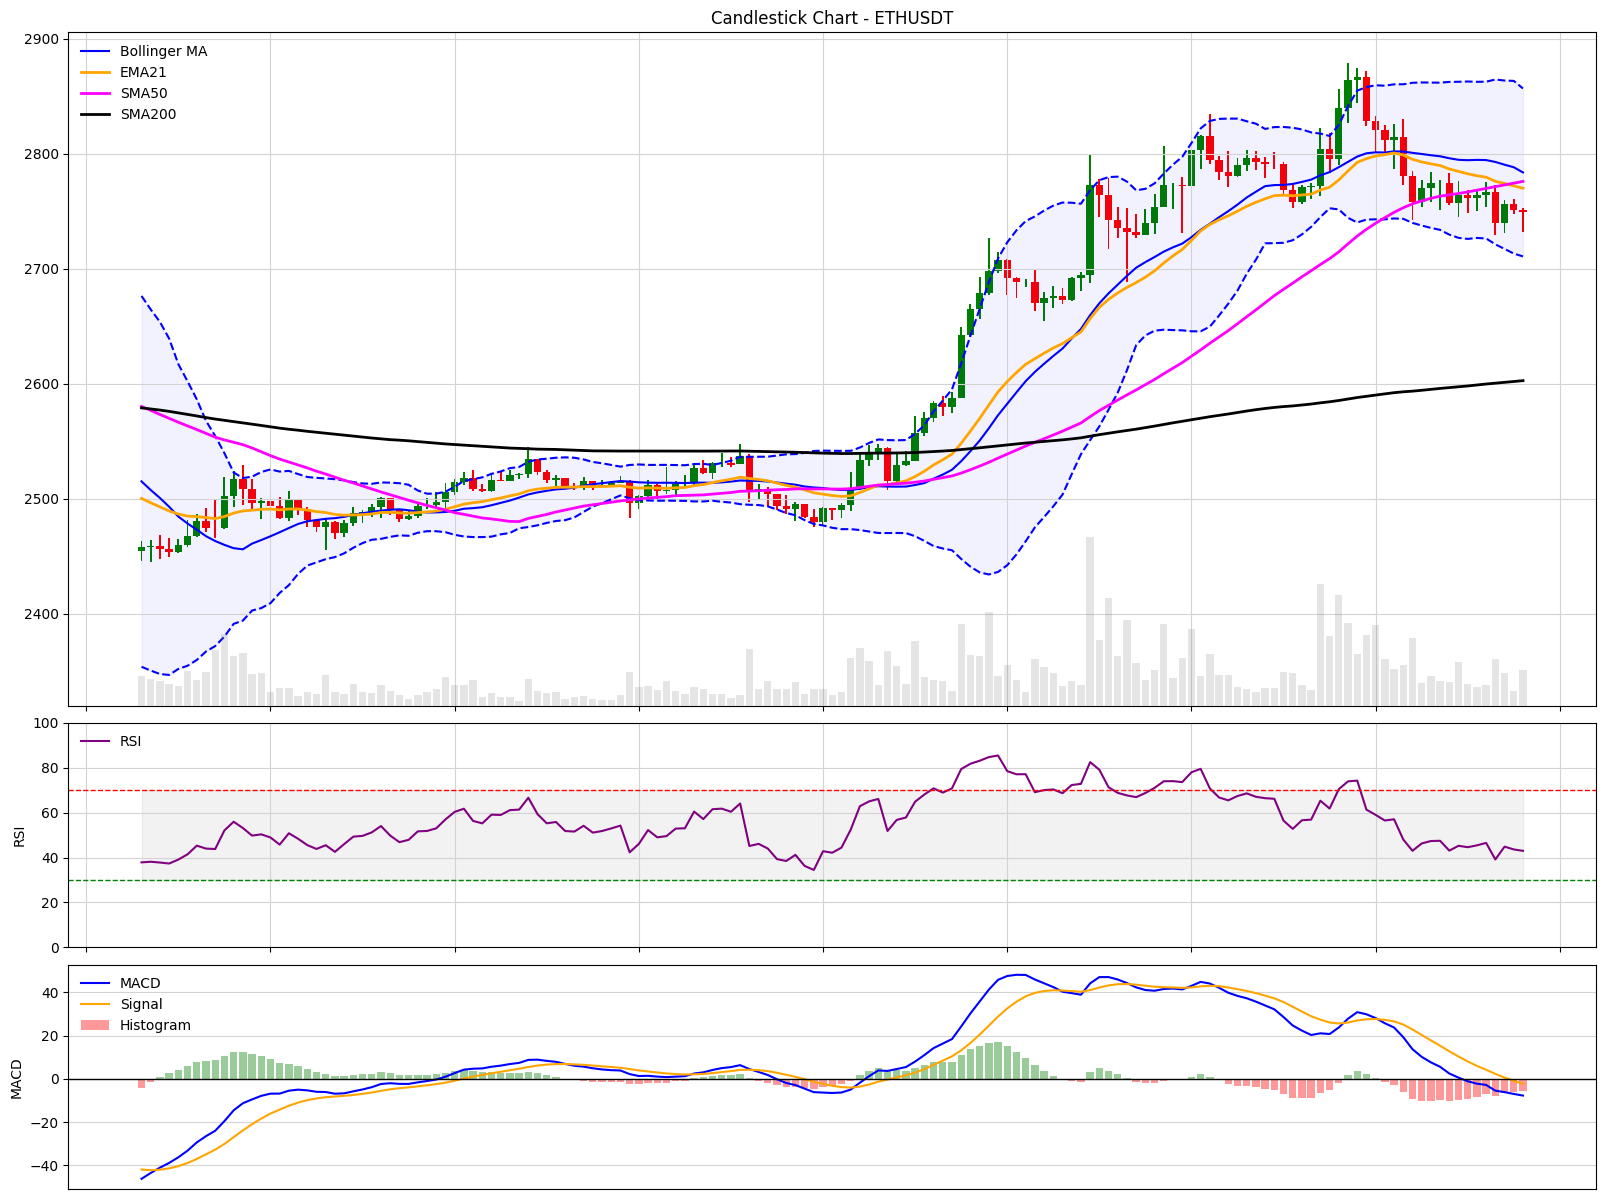 Candlestick Chart - ETHUSDT
2900
2800
2700
2600
2500
2400
Bollinger MA
EMA21
SMA50
SMA200
100
80
60
40
20
0
RSI
RSI
40
20
0
−20
−40
MACD
MACD
Signal
Histogram